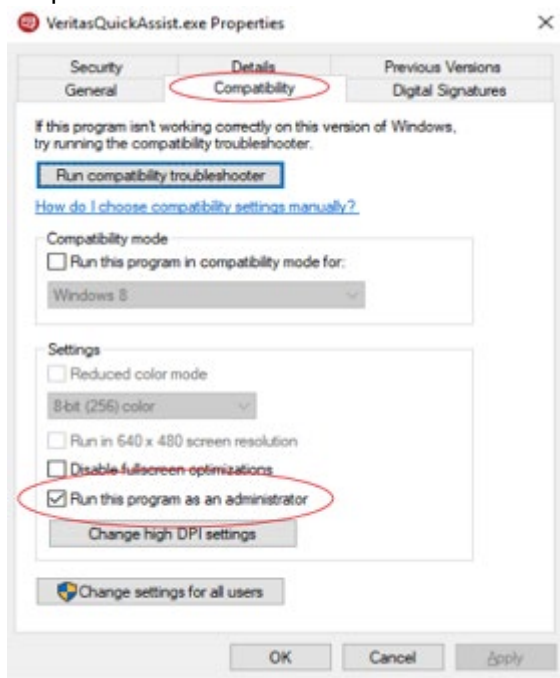 VeritasQuickAssist.exe Properties
Security Details Previous Versions
General Compatibility Digital Signatures
If this program isn't working correctly on this version of Windows,
try running the compatibility troubleshooter.
Run compatibility troubleshooter
How do I choose compatibility settings manually?
Compatibility mode
Run this program in compatibility mode for:
Windows 8
Settings
Reduced color mode
8-bit (256) color
Run in 640 x 480 screen resolution
Disable fullscreen optimizations
Run this program as an administrator
Change high DPI settings
Change settings for all users
OK Cancel Apply